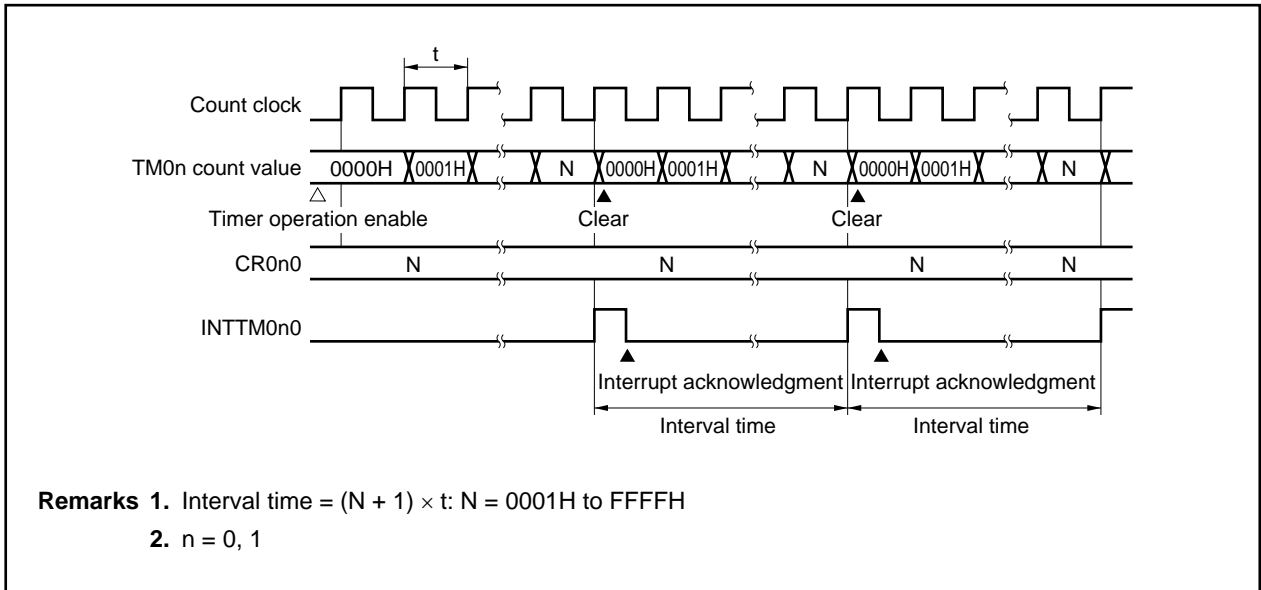 t
Count clock
TM0n count value 0000H 0001H N 0000H 0001H N 0000H 0001H N
Timer operation enable Clear Clear
CR0n0 N N N N
INTTM0n0
Interrupt acknowledgment Interrupt acknowledgment
Interval time Interval time
Remarks 1. Interval time = (N + 1) × t: N = 0001H to FFFFH
2. n = 0, 1